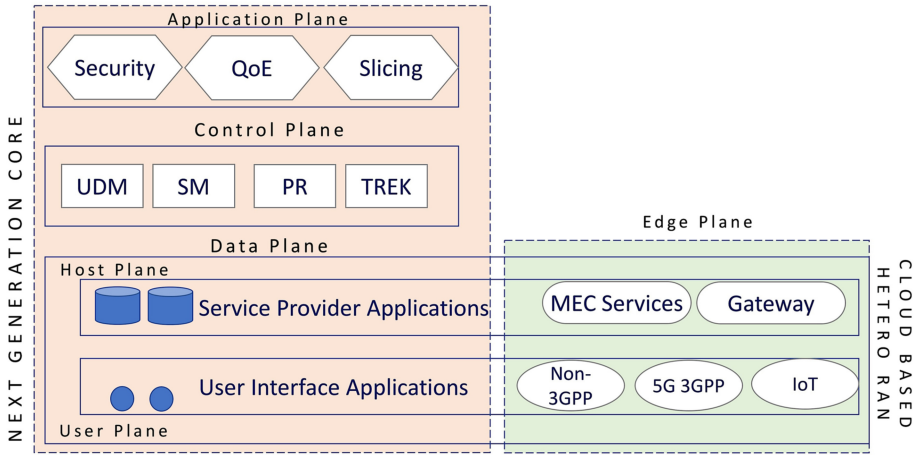 Application Plane
Security
QoE
Slicing
Control Plane
UDM
SM
PR
TREK
Edge Plane
Data Plane
Host Plane
Service Provider Applications
MEC Services
Gateway
User Interface Applications
Non-
3GPP
5G 3GPP
IoT
User Plane
NEXT GENERATION CORE
CLOUD BASED
HETERO RAN